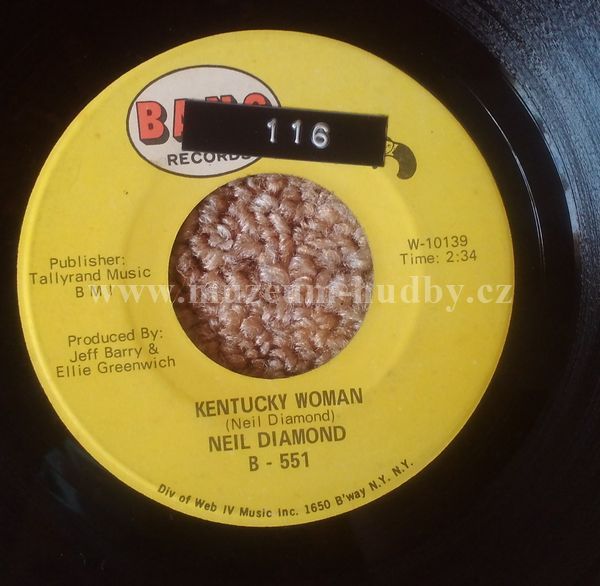 BANG
116
RECORDS
W-10139
Time: 2:34
Publisher:
Tallyrand Music
BMI
www.muzeum-hudby.cz
Produced By:
Jeff Barry &
Ellie Greenwich
KENTUCKY WOMAN
(Neil Diamond)
NEIL DIAMOND
B - 551
Div of Web IV Music Inc. 1650 B'way N.Y. N.Y.